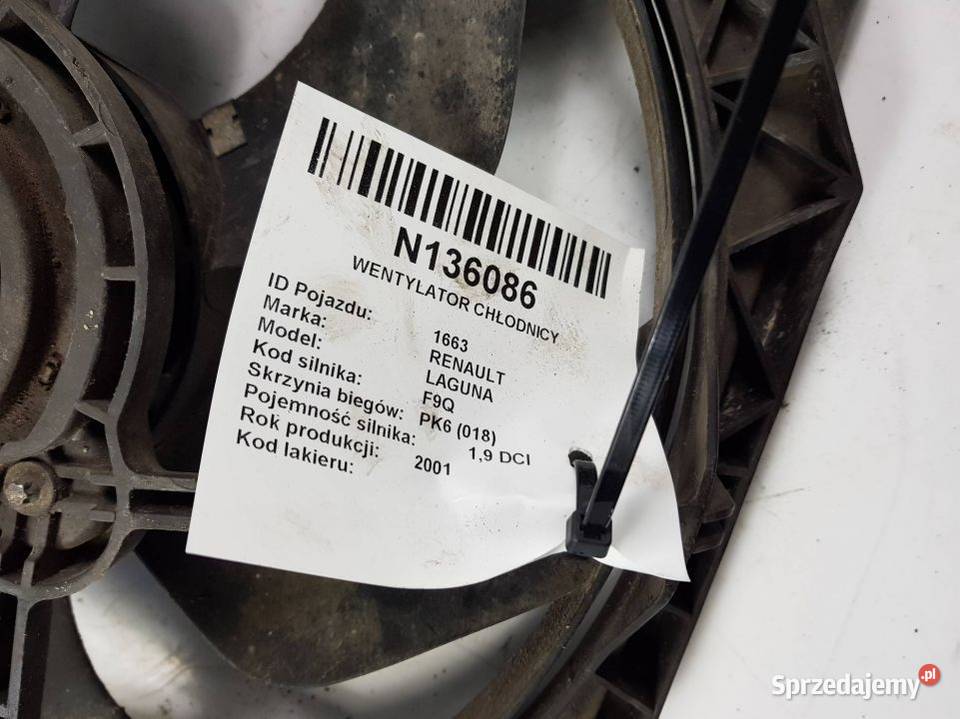 N136086
WENTYLATOR CHŁODNICY
ID Pojazdu: 1663
Marka: RENAULT
Model: LAGUNA
Kod silnika: F9Q
Skrzynia biegów: PK6 (018)
Pojemność silnika: 1,9 DCI
Rok produkcji: 2001
Kod lakieru:
Sprzedajemy.pl